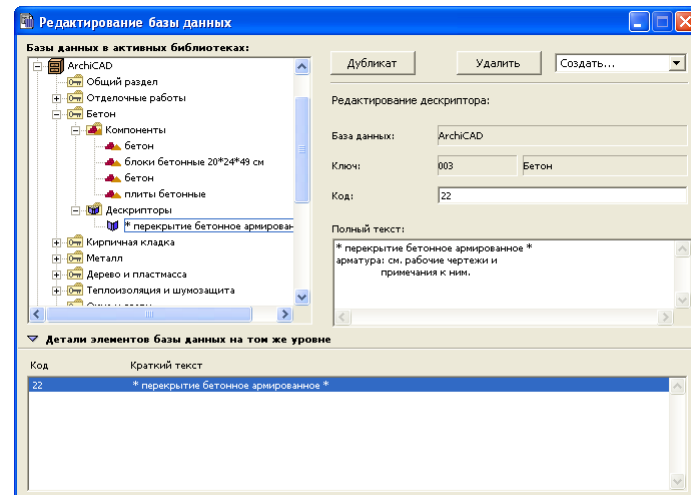 Редактирование базы данных
Базы данных в активных библиотеках:
ArchiCAD
Общий раздел
Отделочные работы
Бетон
Компоненты
бетон
блоки бетонные 20*24*49 см
бетон
плиты бетонные
Дескрипторы
* перекрытие бетонное армирован
Кирпичная кладка
Металл
Дерево и пластмасса
Теплоизоляция и шумозащита
Дубликат Удалить Создать...
Редактирование дескриптора:
База данных: ArchiCAD
Ключ: 003 Бетон
Код: 22
Полный текст:
* перекрытие бетонное армированное *
арматура: см. рабочие чертежи и
примечания к ним.
Детали элементов базы данных на том же уровне
Код Краткий текст
22 * перекрытие бетонное армированное *